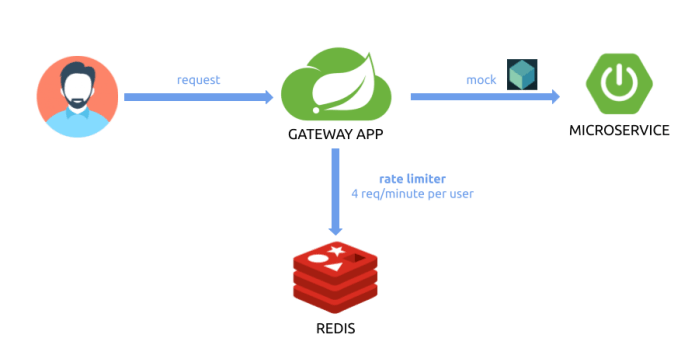 request
mock
GATEWAY APP
MICROSERVICE
rate limiter
4 req/minute per user
REDIS